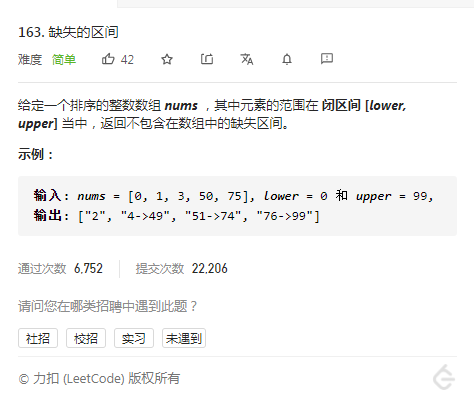 163. 缺失的区间
难度 简单 42
给定一个排序的整数数组 nums ，其中元素的范围在 闭区间 [lower,
upper] 当中，返回不包含在数组中的缺失区间。
示例：
输入: nums = [0, 1, 3, 50, 75], lower = 0 和 upper = 99,
输出: ["2", "4->49", "51->74", "76->99"]
通过次数 6,752 提交次数 22,206
请问您在哪类招聘中遇到此题？
社招 校招 实习 未遇到
© 力扣 (LeetCode) 版权所有